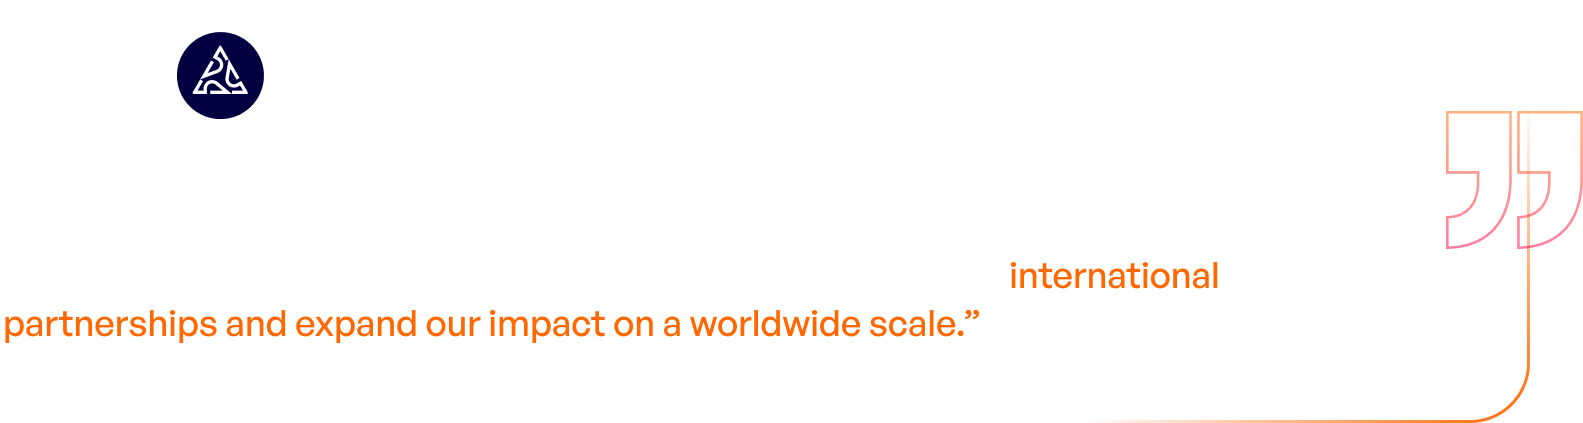 international
partnerships and expand our impact on a worldwide scale.”